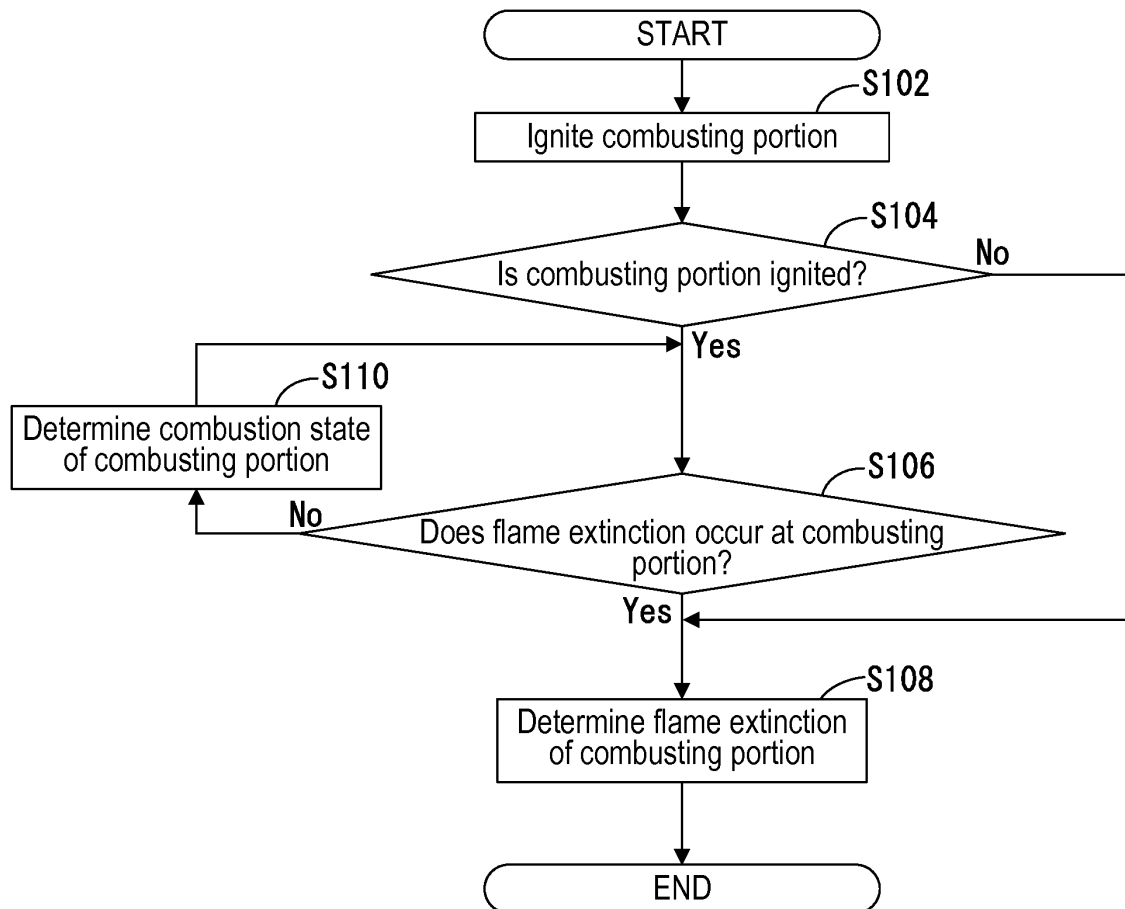 START
S102
Ignite combusting portion
S104
Is combusting portion ignited?
No
Yes
S110
Determine combustion state
of combusting portion
S106
No
Does flame extinction occur at combusting
portion?
Yes
S108
Determine flame extinction
of combusting portion
END